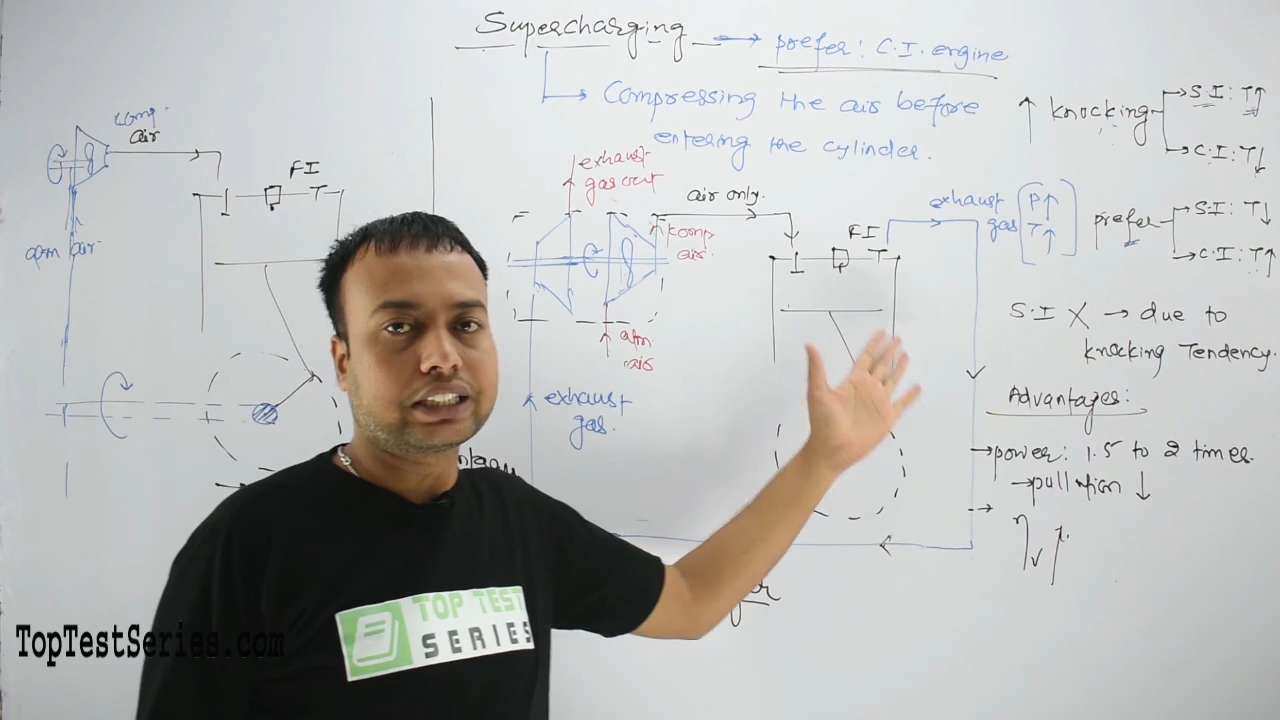 Supercharging
prefer: C.I. engine
Compressing the air before
entering the cylinder.
comp.
air
FI
atm air
exhaust
gas out
air only.
comp.
air.
atm
air
exhaust
gas.
FI
exhaust
gas
P↑
T↑
↑ knocking
S.I: T↑
C.I: T↓
prefer
S.I: T↓
C.I: T↑
S.I X → due to
knocking Tendency.
Advantages:
→power: 1.5 to 2 times.
→pollution ↓
TOP TEST
SERIES
TopTestSeries.com